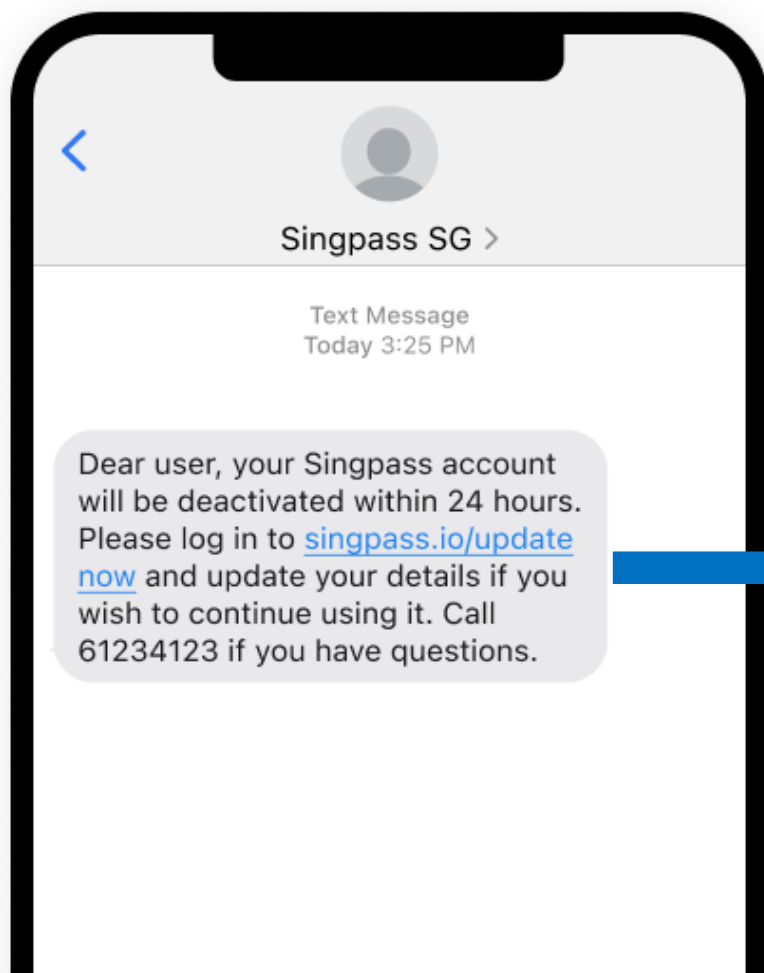 Singpass SG
Text Message
Today 3:25 PM
Dear user, your Singpass account
will be deactivated within 24 hours.
Please log in to singpass.io/update
now and update your details if you
wish to continue using it. Call
61234123 if you have questions.